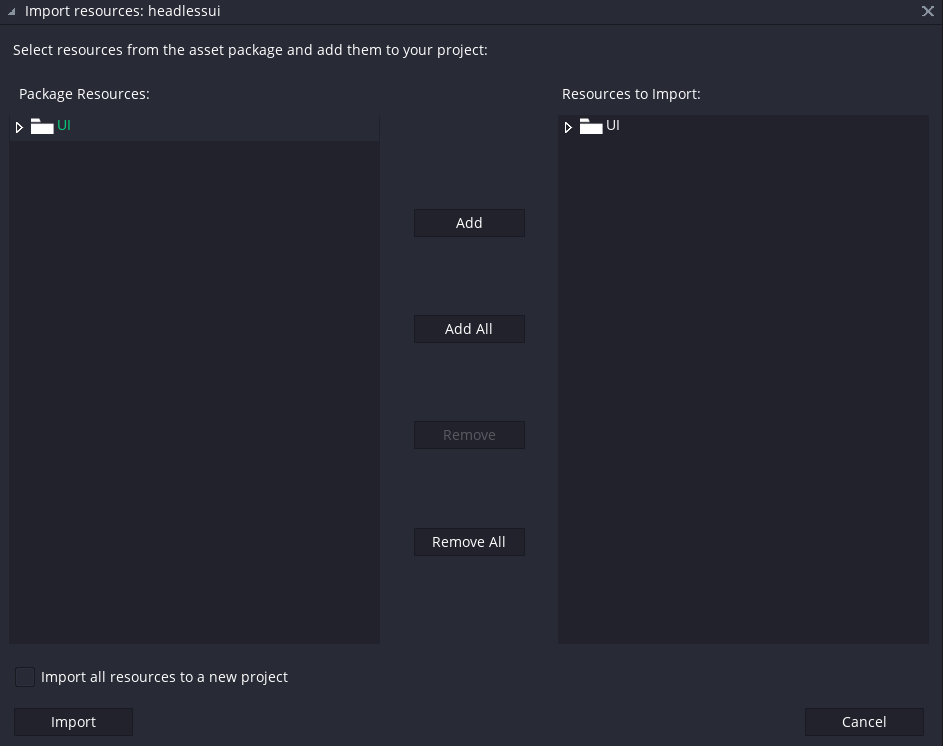 Import resources: headlessui
Select resources from the asset package and add them to your project:
Package Resources:
Resources to Import:
UI
UI
Add
Add All
Remove
Remove All
Import all resources to a new project
Import
Cancel